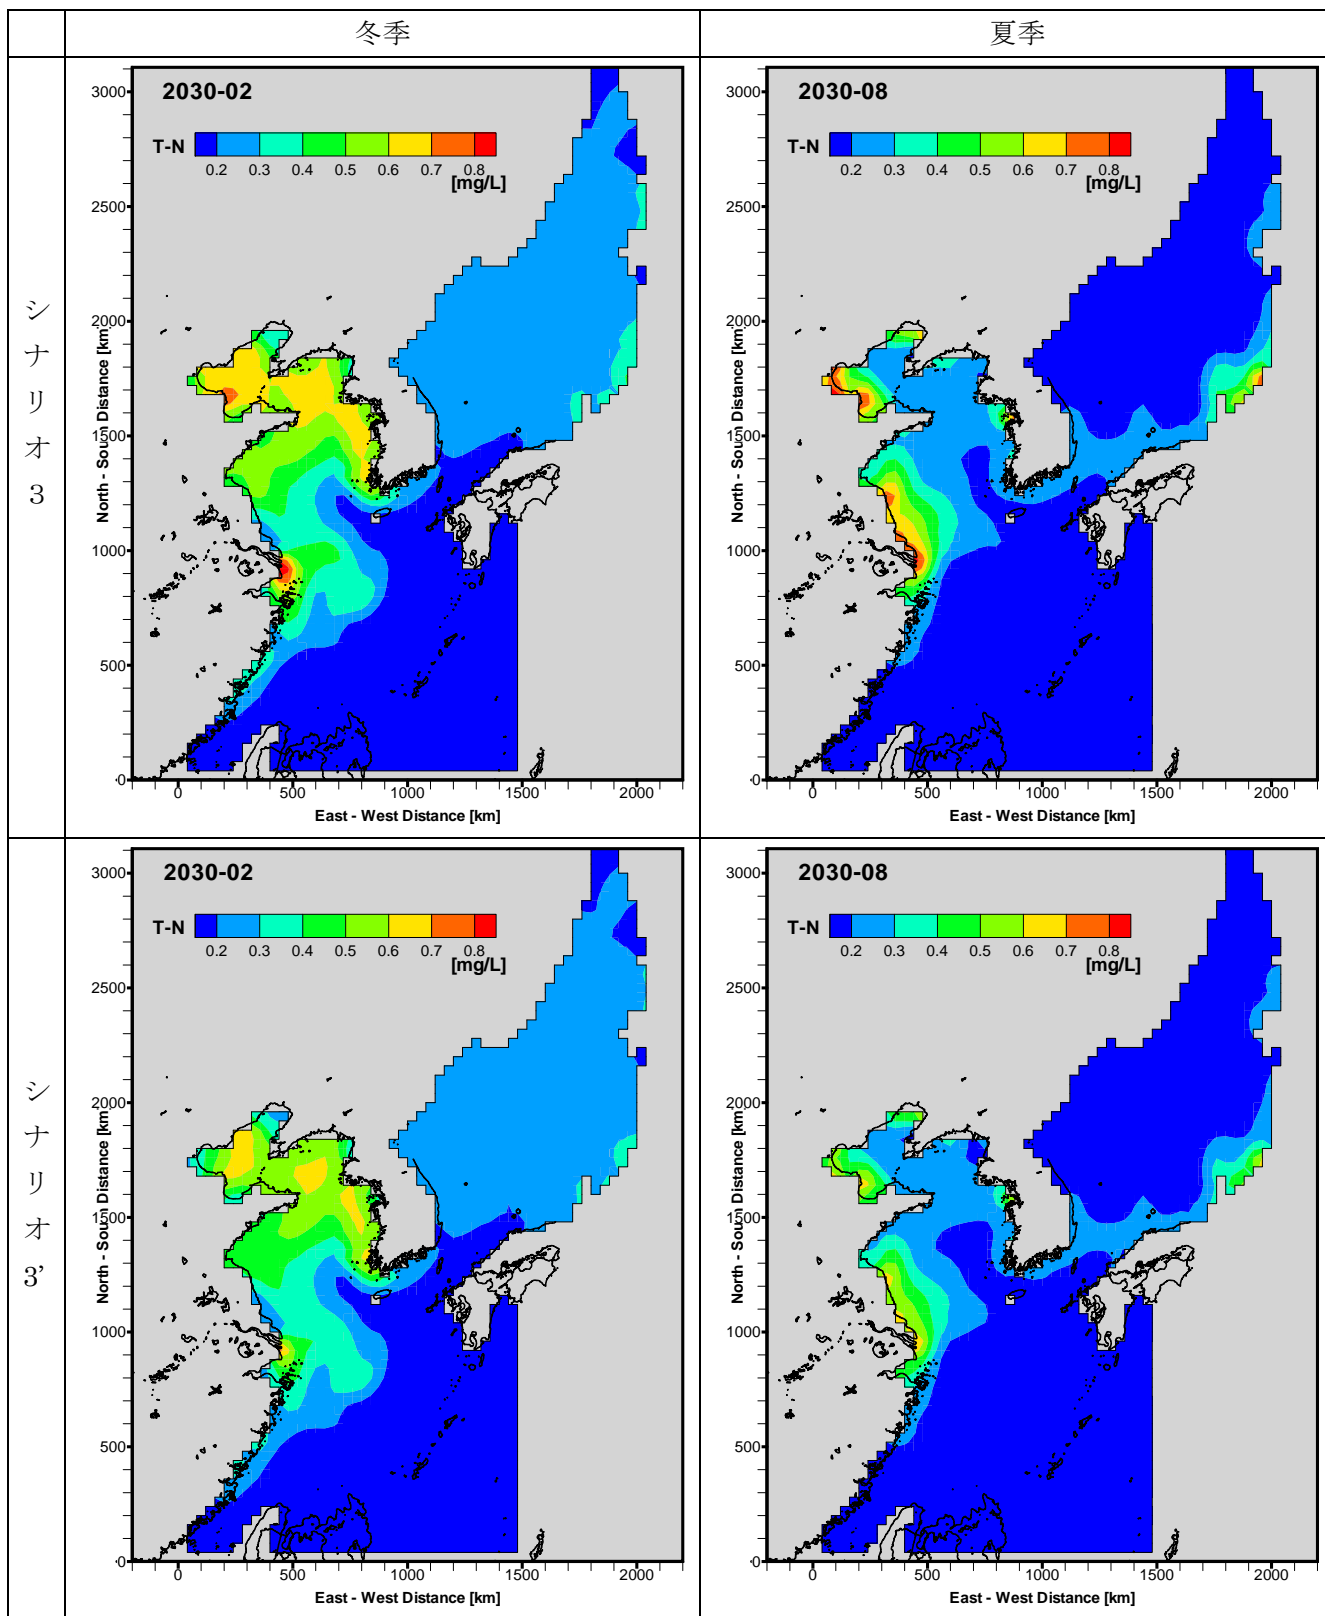 冬季
夏季
シナリオ3
2030-02
T-N
0.2 0.3 0.4 0.5 0.6 0.7 0.8
[mg/L]
3000
2500
2000
1500
1000
500
0
North - South Distance [km]
0 500 1000 1500 2000
East - West Distance [km]
2030-08
T-N
0.2 0.3 0.4 0.5 0.6 0.7 0.8
[mg/L]
3000
2500
2000
1500
1000
500
0
North - South Distance [km]
0 500 1000 1500 2000
East - West Distance [km]
シナリオ3’
2030-02
T-N
0.2 0.3 0.4 0.5 0.6 0.7 0.8
[mg/L]
3000
2500
2000
1500
1000
500
0
North - South Distance [km]
0 500 1000 1500 2000
East - West Distance [km]
2030-08
T-N
0.2 0.3 0.4 0.5 0.6 0.7 0.8
[mg/L]
3000
2500
2000
1500
1000
500
0
North - South Distance [km]
0 500 1000 1500 2000
East - West Distance [km]